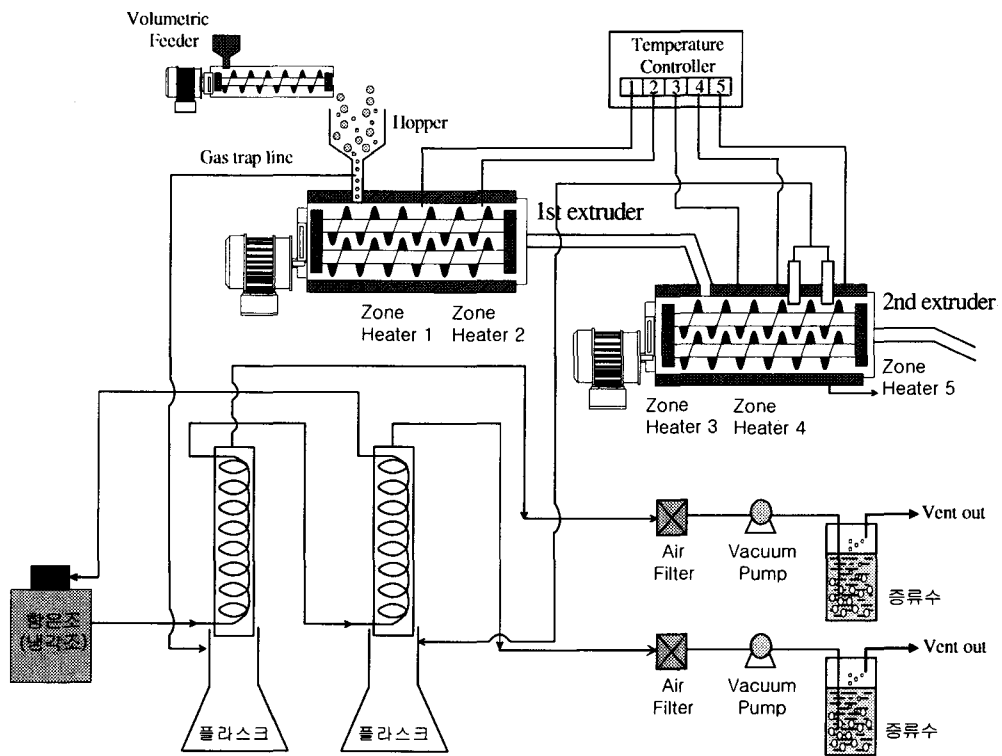 Volumetric
Feeder
Temperature
Controller
1 2 3 4 5
Hopper
Gas trap line
1st extruder
Zone
Heater 1
Zone
Heater 2
2nd extruder
Zone
Heater 3
Zone
Heater 4
Zone
Heater 5
항온조
(냉각조)
플라스크
플라스크
Air
Filter
Vacuum
Pump
Vent out
증류수
Air
Filter
Vacuum
Pump
Vent out
증류수